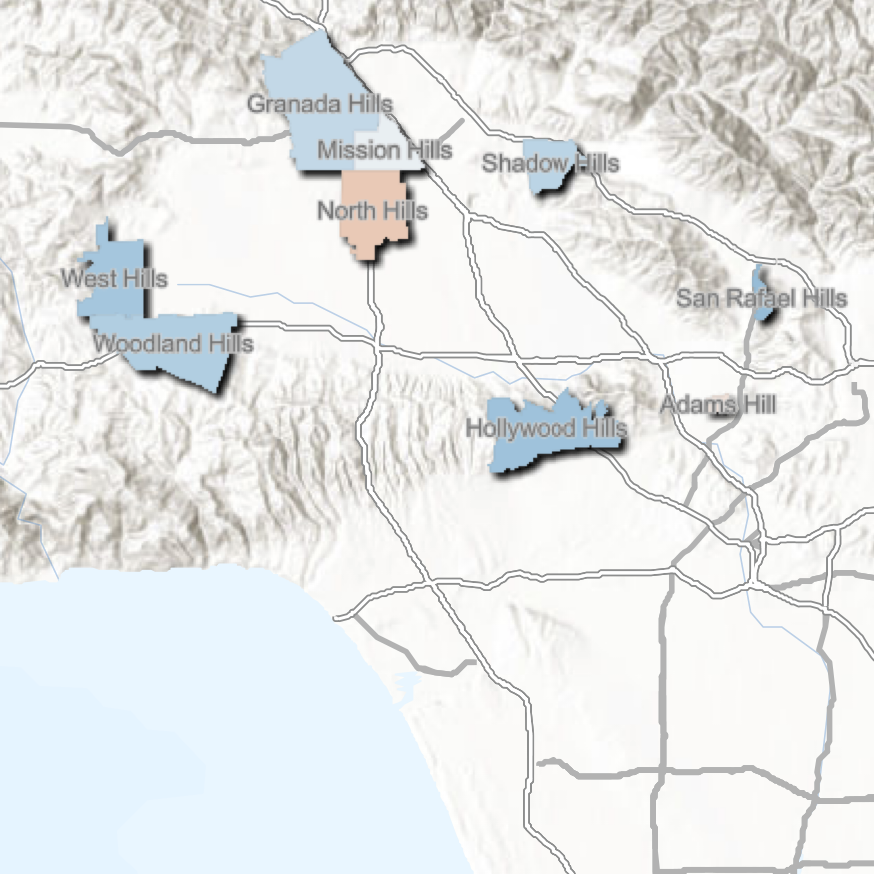 Granada Hills
Mission Hills
Shadow Hills
North Hills
West Hills
San Rafael Hills
Woodland Hills
Adams Hill
Hollywood Hills